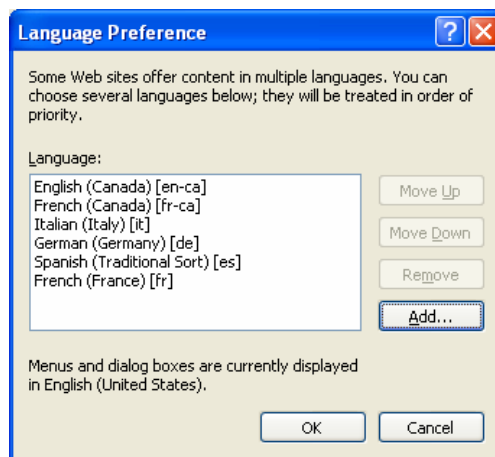 Language Preference
Some Web sites offer content in multiple languages. You can
choose several languages below; they will be treated in order of
priority.
Language:
English (Canada) [en-ca]
French (Canada) [fr-ca]
Italian (Italy) [it]
German (Germany) [de]
Spanish (Traditional Sort) [es]
French (France) [fr]
Move Up
Move Down
Remove
Add...
Menus and dialog boxes are currently displayed
in English (United States).
OK
Cancel